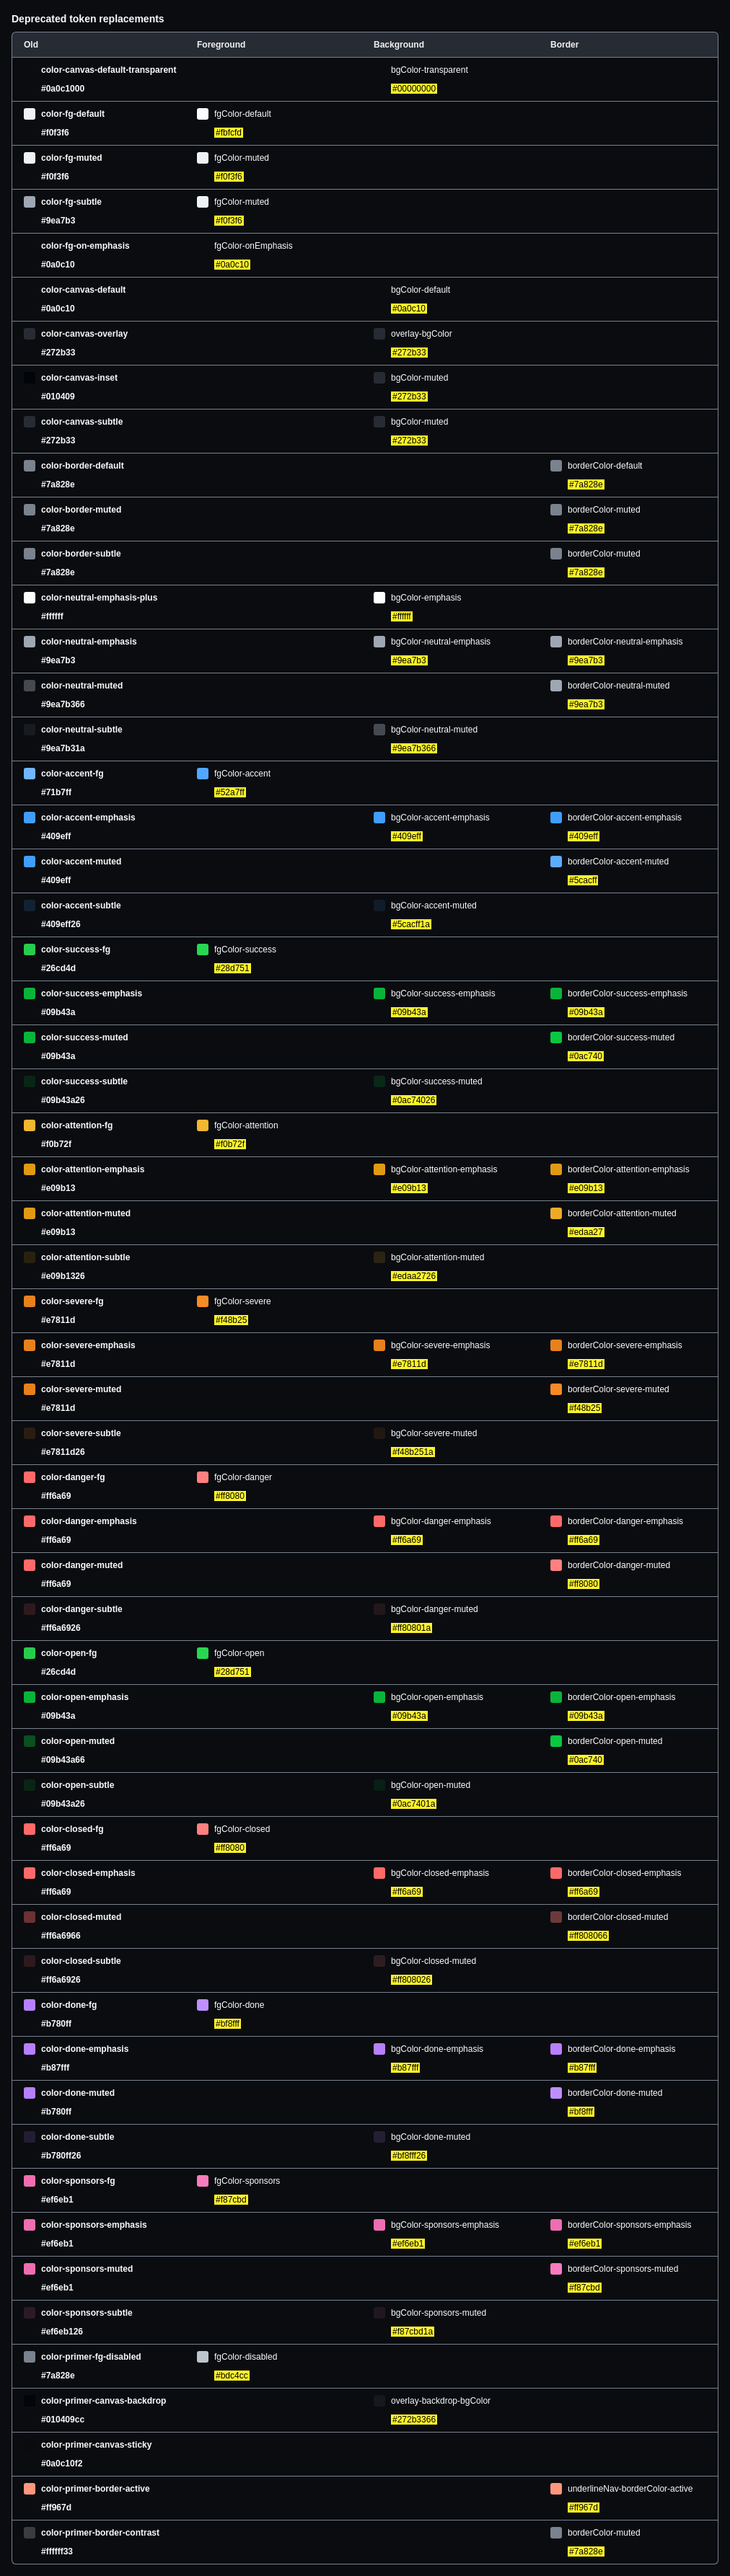 Deprecated token replacements
Old Foreground Background Border
color-canvas-default-transparent bgColor-transparent
#0a0c1000 #00000000
color-fg-default fgColor-default
#f0f3f6 #fbfcfd
color-fg-muted fgColor-muted
#f0f3f6 #f0f3f6
color-fg-subtle fgColor-muted
#9ea7b3 #f0f3f6
color-fg-on-emphasis fgColor-onEmphasis
#0a0c10 #0a0c10
color-canvas-default bgColor-default
#0a0c10 #0a0c10
color-canvas-overlay overlay-bgColor
#272b33 #272b33
color-canvas-inset bgColor-muted
#010409 #272b33
color-canvas-subtle bgColor-muted
#272b33 #272b33
color-border-default borderColor-default
#7a828e #7a828e
color-border-muted borderColor-muted
#7a828e #7a828e
color-border-subtle borderColor-muted
#7a828e #7a828e
color-neutral-emphasis-plus bgColor-emphasis
#ffffff #ffffff
color-neutral-emphasis bgColor-neutral-emphasis borderColor-neutral-emphasis
#9ea7b3 #9ea7b3 #9ea7b3
color-neutral-muted borderColor-neutral-muted
#9ea7b366 #9ea7b3
color-neutral-subtle bgColor-neutral-muted
#9ea7b31a #9ea7b366
color-accent-fg fgColor-accent
#71b7ff #52a7ff
color-accent-emphasis bgColor-accent-emphasis borderColor-accent-emphasis
#409eff #409eff #409eff
color-accent-muted borderColor-accent-muted
#409eff #5cacff
color-accent-subtle bgColor-accent-muted
#409eff26 #5cacff1a
color-success-fg fgColor-success
#26cd4d #28d751
color-success-emphasis bgColor-success-emphasis borderColor-success-emphasis
#09b43a #09b43a #09b43a
color-success-muted borderColor-success-muted
#09b43a #0ac740
color-success-subtle bgColor-success-muted
#09b43a26 #0ac74026
color-attention-fg fgColor-attention
#f0b72f #f0b72f
color-attention-emphasis bgColor-attention-emphasis borderColor-attention-emphasis
#e09b13 #e09b13 #e09b13
color-attention-muted borderColor-attention-muted
#e09b13 #edaa27
color-attention-subtle bgColor-attention-muted
#e09b1326 #edaa2726
color-severe-fg fgColor-severe
#e7811d #f48b25
color-severe-emphasis bgColor-severe-emphasis borderColor-severe-emphasis
#e7811d #e7811d #e7811d
color-severe-muted borderColor-severe-muted
#e7811d #f48b25
color-severe-subtle bgColor-severe-muted
#e7811d26 #f48b251a
color-danger-fg fgColor-danger
#ff6a69 #ff8080
color-danger-emphasis bgColor-danger-emphasis borderColor-danger-emphasis
#ff6a69 #ff6a69 #ff6a69
color-danger-muted borderColor-danger-muted
#ff6a69 #ff8080
color-danger-subtle bgColor-danger-muted
#ff6a6926 #ff80801a
color-open-fg fgColor-open
#26cd4d #28d751
color-open-emphasis bgColor-open-emphasis borderColor-open-emphasis
#09b43a #09b43a #09b43a
color-open-muted borderColor-open-muted
#09b43a66 #0ac740
color-open-subtle bgColor-open-muted
#09b43a26 #0ac7401a
color-closed-fg fgColor-closed
#ff6a69 #ff8080
color-closed-emphasis bgColor-closed-emphasis borderColor-closed-emphasis
#ff6a69 #ff6a69 #ff6a69
color-closed-muted borderColor-closed-muted
#ff6a6966 #ff808066
color-closed-subtle bgColor-closed-muted
#ff6a6926 #ff808026
color-done-fg fgColor-done
#b780ff #bf8fff
color-done-emphasis bgColor-done-emphasis borderColor-done-emphasis
#b87fff #b87fff #b87fff
color-done-muted borderColor-done-muted
#b780ff #bf8fff
color-done-subtle bgColor-done-muted
#b780ff26 #bf8fff26
color-sponsors-fg fgColor-sponsors
#ef6eb1 #f87cbd
color-sponsors-emphasis bgColor-sponsors-emphasis borderColor-sponsors-emphasis
#ef6eb1 #ef6eb1 #ef6eb1
color-sponsors-muted borderColor-sponsors-muted
#ef6eb1 #f87cbd
color-sponsors-subtle bgColor-sponsors-muted
#ef6eb126 #f87cbd1a
color-primer-fg-disabled fgColor-disabled
#7a828e #bdc4cc
color-primer-canvas-backdrop overlay-backdrop-bgColor
#010409cc #272b3366
color-primer-canvas-sticky
#0a0c10f2
color-primer-border-active underlineNav-borderColor-active
#ff967d #ff967d
color-primer-border-contrast borderColor-muted
#ffffff33 #7a828e